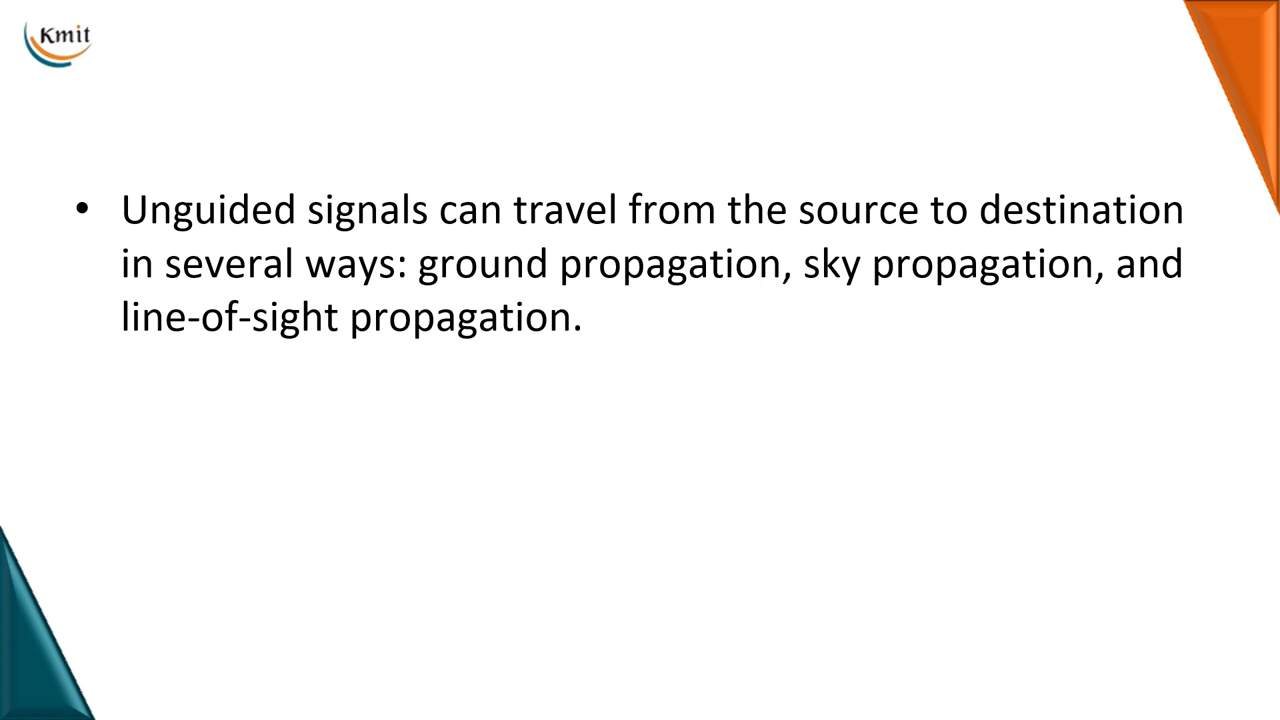 Kmit
• Unguided signals can travel from the source to destination
in several ways: ground propagation, sky propagation, and
line-of-sight propagation.